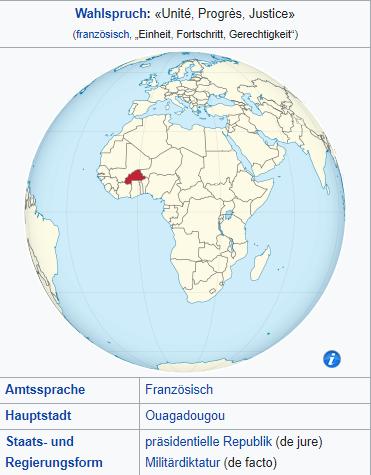 Wahlspruch: «Unité, Progrès, Justice»
(französisch, „Einheit, Fortschritt, Gerechtigkeit“)
i
Amtssprache Französisch
Hauptstadt Ouagadougou
Staats- und präsidentielle Republik (de jure)
Regierungsform Militärdiktatur (de facto)